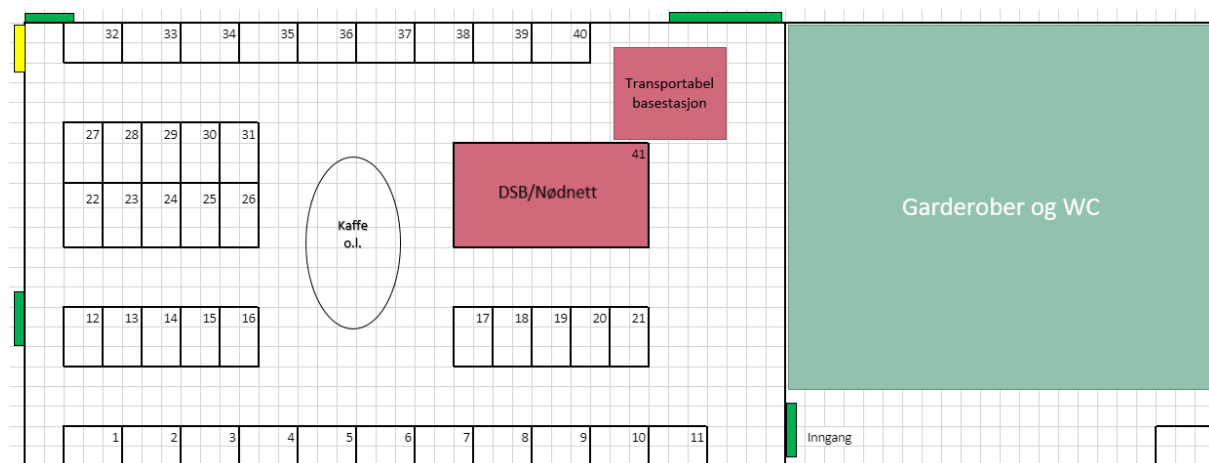 32 33 34 35 36 37 38 39 40
Transportabel
basestasjon
27 28 29 30 31
41
DSB/Nødnett
22 23 24 25 26
Kaffe
o.l.
Garderober og WC
12 13 14 15 16
17 18 19 20 21
1 2 3 4 5 6 7 8 9 10 11
Inngang